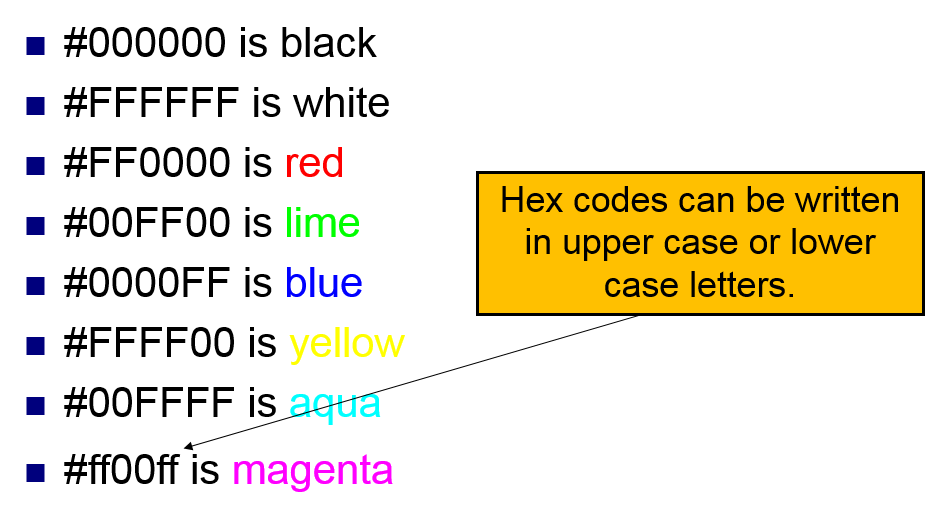 #000000 is black
#FFFFFF is white
#FF0000 is red
#00FF00 is lime
#0000FF is blue
#FFFF00 is yellow
#00FFFF is aqua
#ff00ff is magenta
Hex codes can be written
in upper case or lower
case letters.